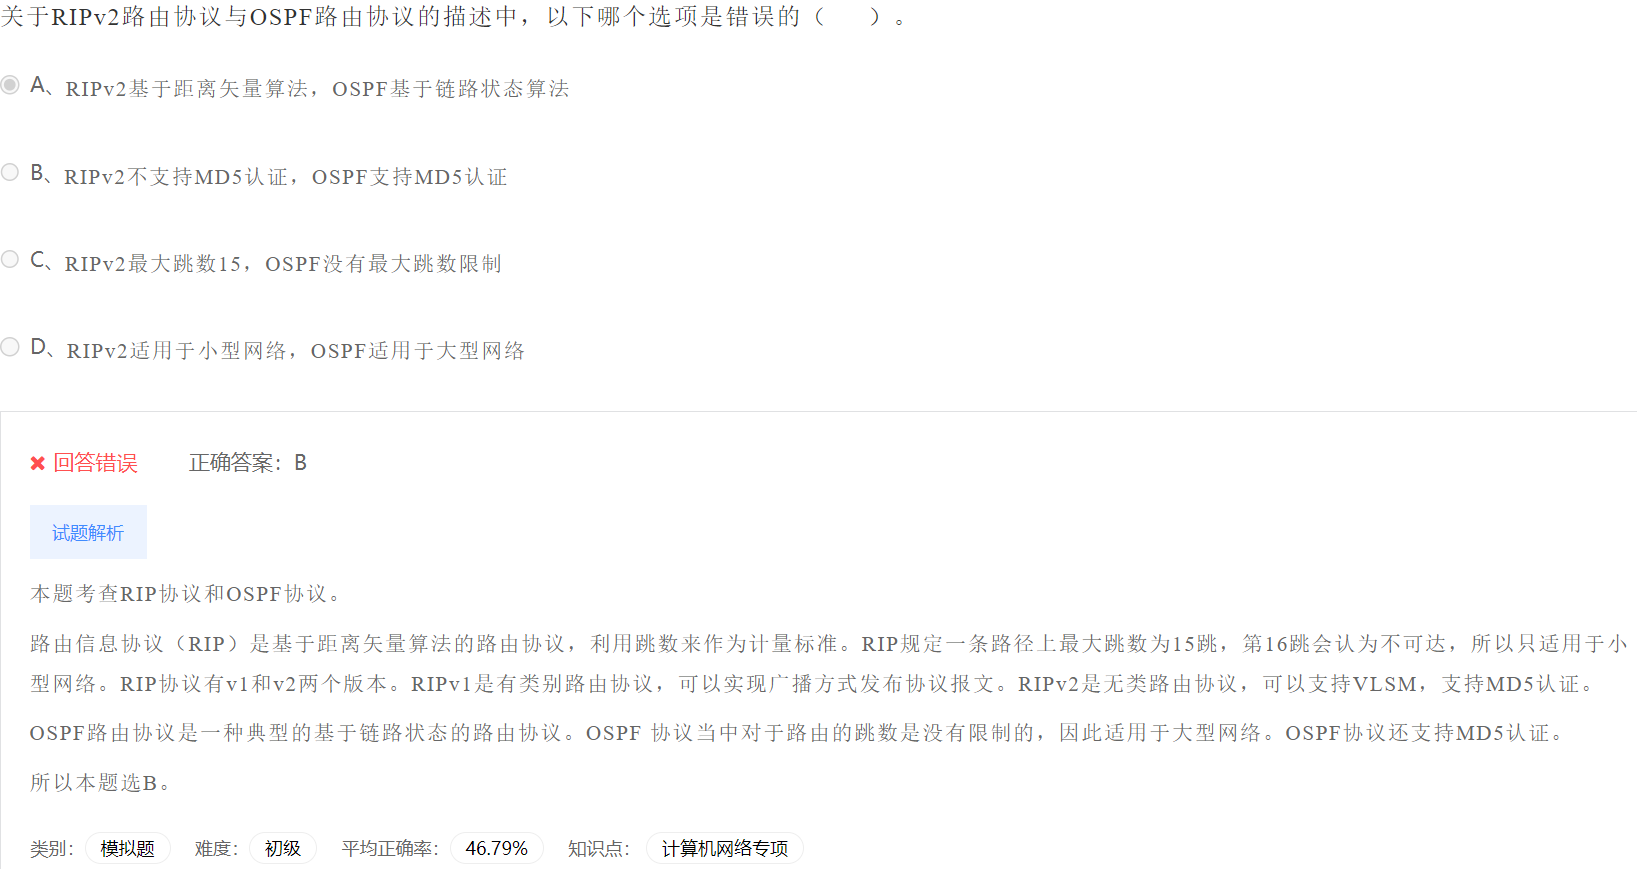 关于RIPv2路由协议与OSPF路由协议的描述中，以下哪个选项是错误的（　　）。
A、RIPv2基于距离矢量算法，OSPF基于链路状态算法
B、RIPv2不支持MD5认证，OSPF支持MD5认证
C、RIPv2最大跳数15，OSPF没有最大跳数限制
D、RIPv2适用于小型网络，OSPF适用于大型网络
回答错误 正确答案：B
试题解析
本题考查RIP协议和OSPF协议。
路由信息协议（RIP）是基于距离矢量算法的路由协议，利用跳数来作为计量标准。RIP规定一条路径上最大跳数为15跳，第16跳会认为不可达，所以只适用于小
型网络。RIP协议有v1和v2两个版本。RIPv1是有类别路由协议，可以实现广播方式发布协议报文。RIPv2是无类路由协议，可以支持VLSM，支持MD5认证。
OSPF路由协议是一种典型的基于链路状态的路由协议。OSPF 协议当中对于路由的跳数是没有限制的，因此适用于大型网络。OSPF协议还支持MD5认证。
所以本题选B。
类别： 模拟题 难度： 初级 平均正确率： 46.79% 知识点： 计算机网络专项